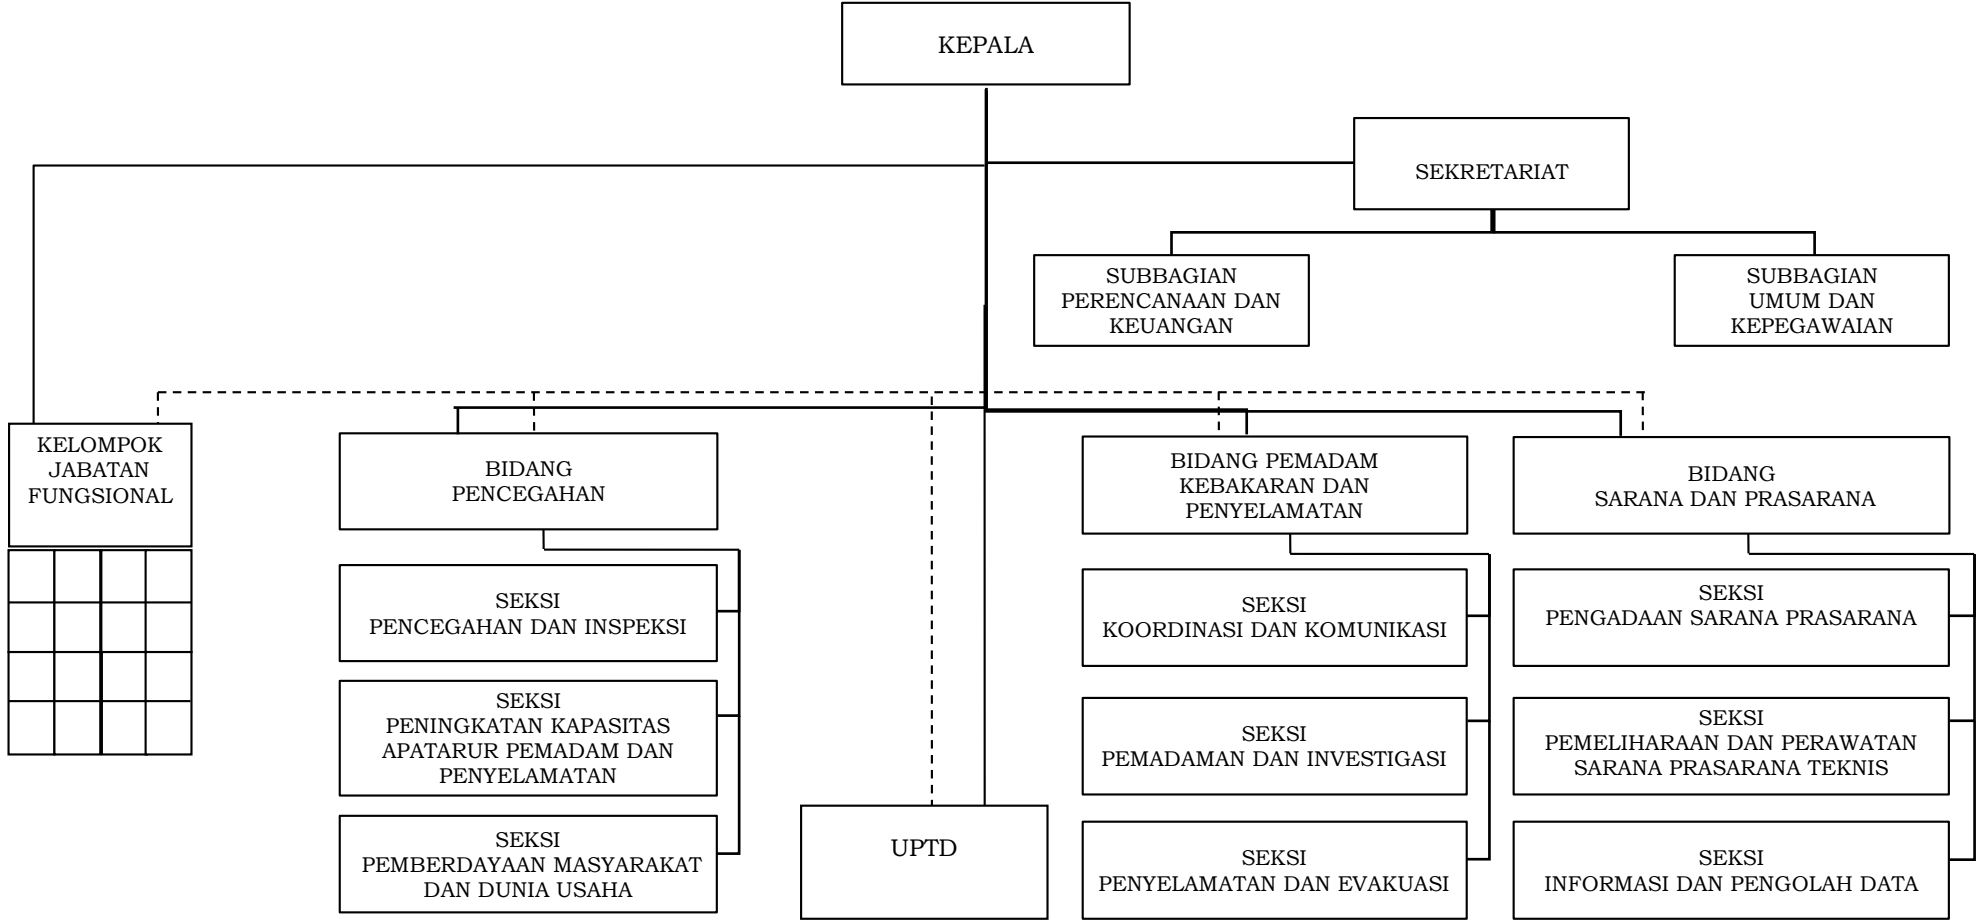 KEPALA
SEKRETARIAT
SUBBAGIAN
PERENCANAAN DAN
KEUANGAN
SUBBAGIAN
UMUM DAN
KEPEGAWAIAN
KELOMPOK
JABATAN
FUNGSIONAL
BIDANG
PENCEGAHAN
SEKSI
PENCEGAHAN DAN INSPEKSI
SEKSI
PENINGKATAN KAPASITAS
APATARUR PEMADAM DAN
PENYELAMATAN
SEKSI
PEMBERDAYAAN MASYARAKAT
DAN DUNIA USAHA
UPTD
BIDANG PEMADAM
KEBAKARAN DAN
PENYELAMATAN
SEKSI
KOORDINASI DAN KOMUNIKASI
SEKSI
PEMADAMAN DAN INVESTIGASI
SEKSI
PENYELAMATAN DAN EVAKUASI
BIDANG
SARANA DAN PRASARANA
SEKSI
PENGADAAN SARANA PRASARANA
SEKSI
PEMELIHARAAN DAN PERAWATAN
SARANA PRASARANA TEKNIS
SEKSI
INFORMASI DAN PENGOLAH DATA